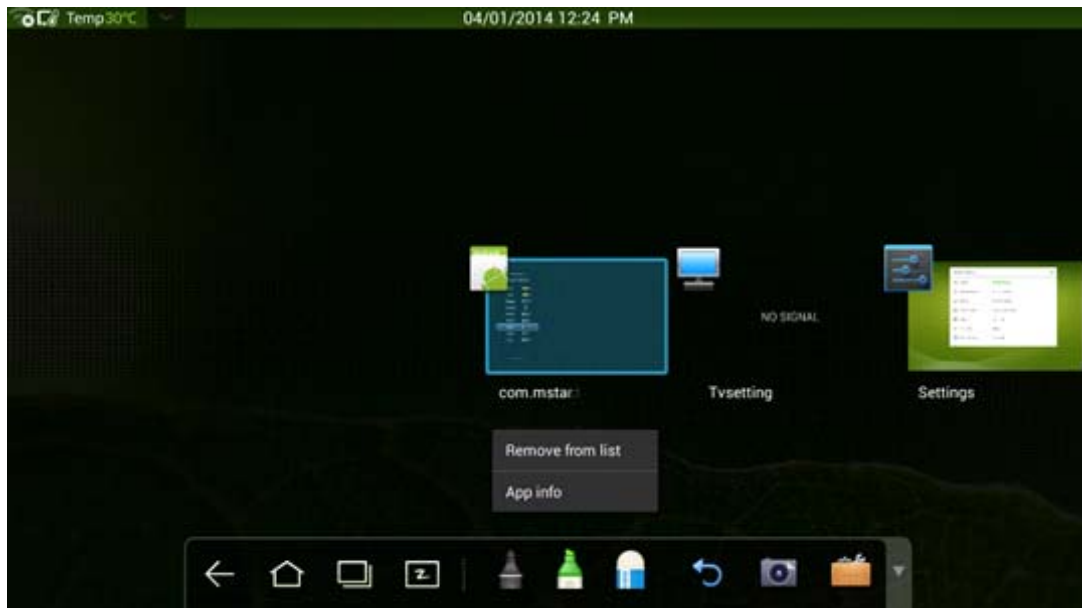 Temp30°C
04/01/2014 12:24 PM
NO SIGNAL
com.mstar
Tvsetting
Settings
Remove from list
App info